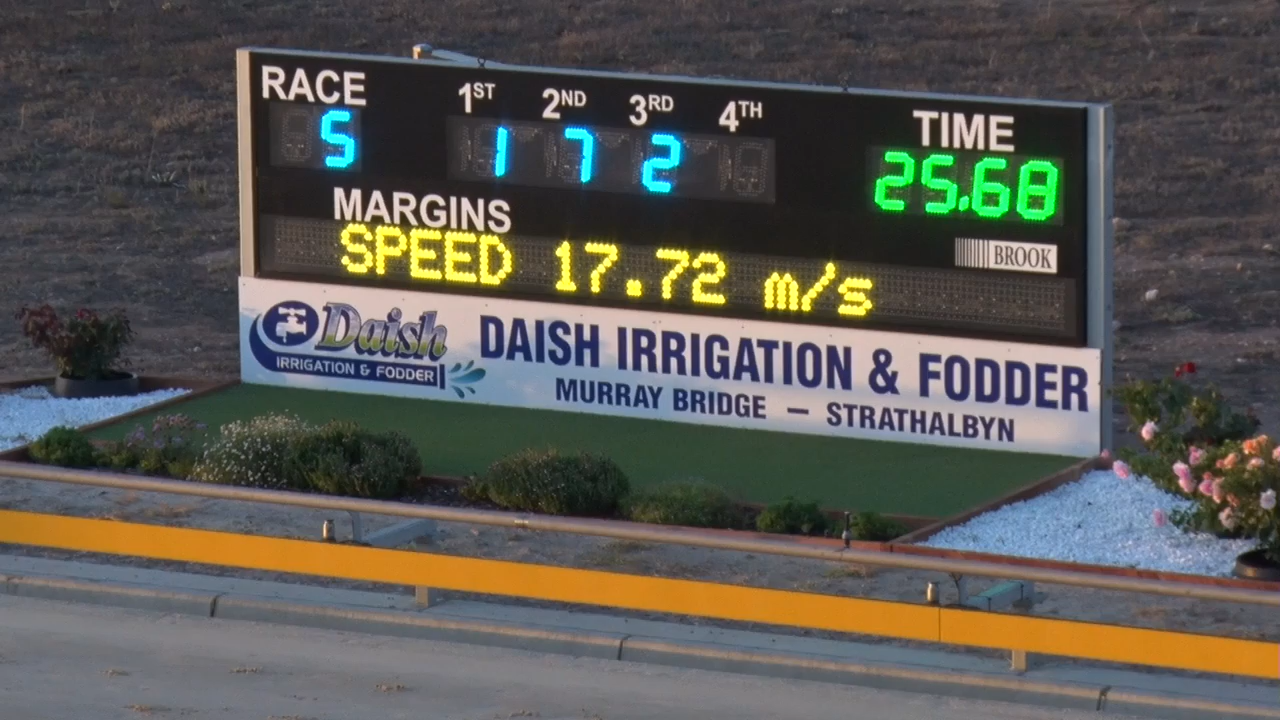 RACE 1ST 2ND 3RD 4TH TIME
5 1 7 2 25.68
MARGINS
BROOK
SPEED 17.72 m/s
Daish
IRRIGATION & FODDER
DAISH IRRIGATION & FODDER
MURRAY BRIDGE — STRATHALBYN